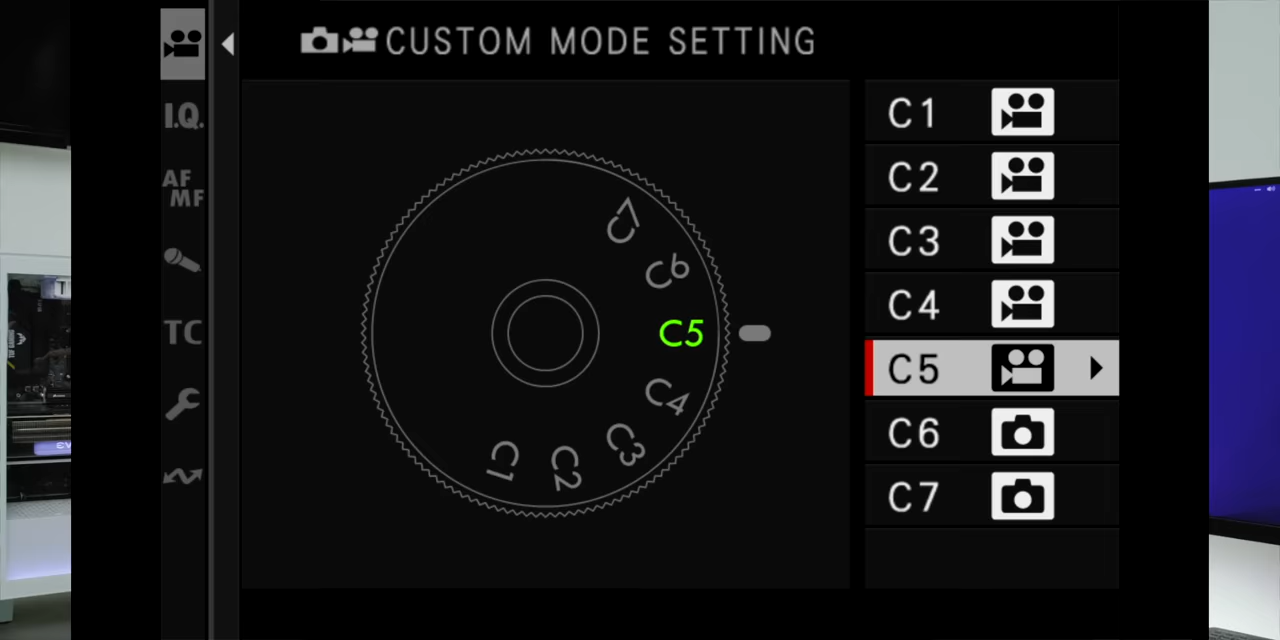 CUSTOM MODE SETTING
I.Q.
AF
MF
TC
C7
C6
C5
C4
C3
C2
C1
C1
C2
C3
C4
C5
C6
C7